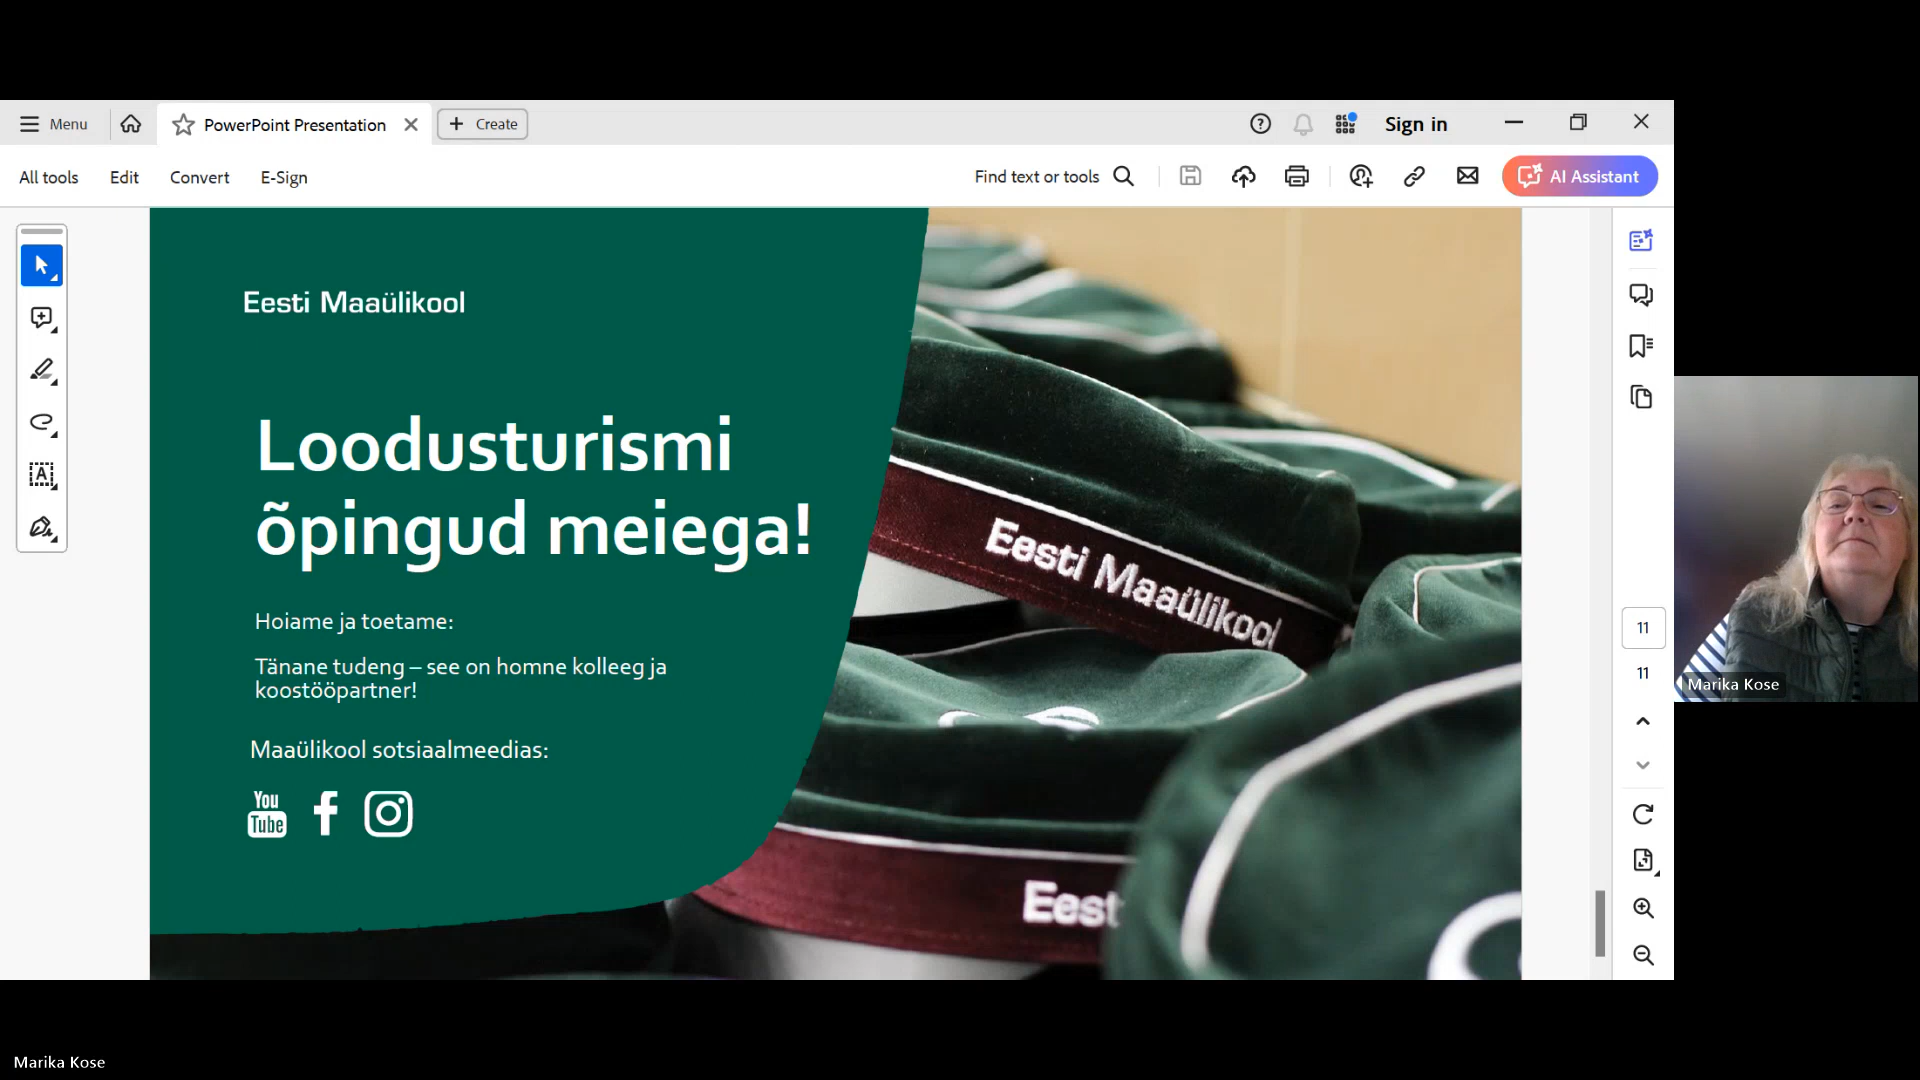 Menu
PowerPoint Presentation
Create
Sign in
All tools
Edit
Convert
E-Sign
Find text or tools
AI Assistant
Eesti Maaülikool
Loodusturismi
õpingud meiega!
Hoiame ja toetame:
Tänane tudeng – see on homne kolleeg ja
koostööpartner!
Maaülikool sotsiaalmeedias:
You
Tube
Eesti Maaülikool
Eest
11
11
Marika Kose
Marika Kose